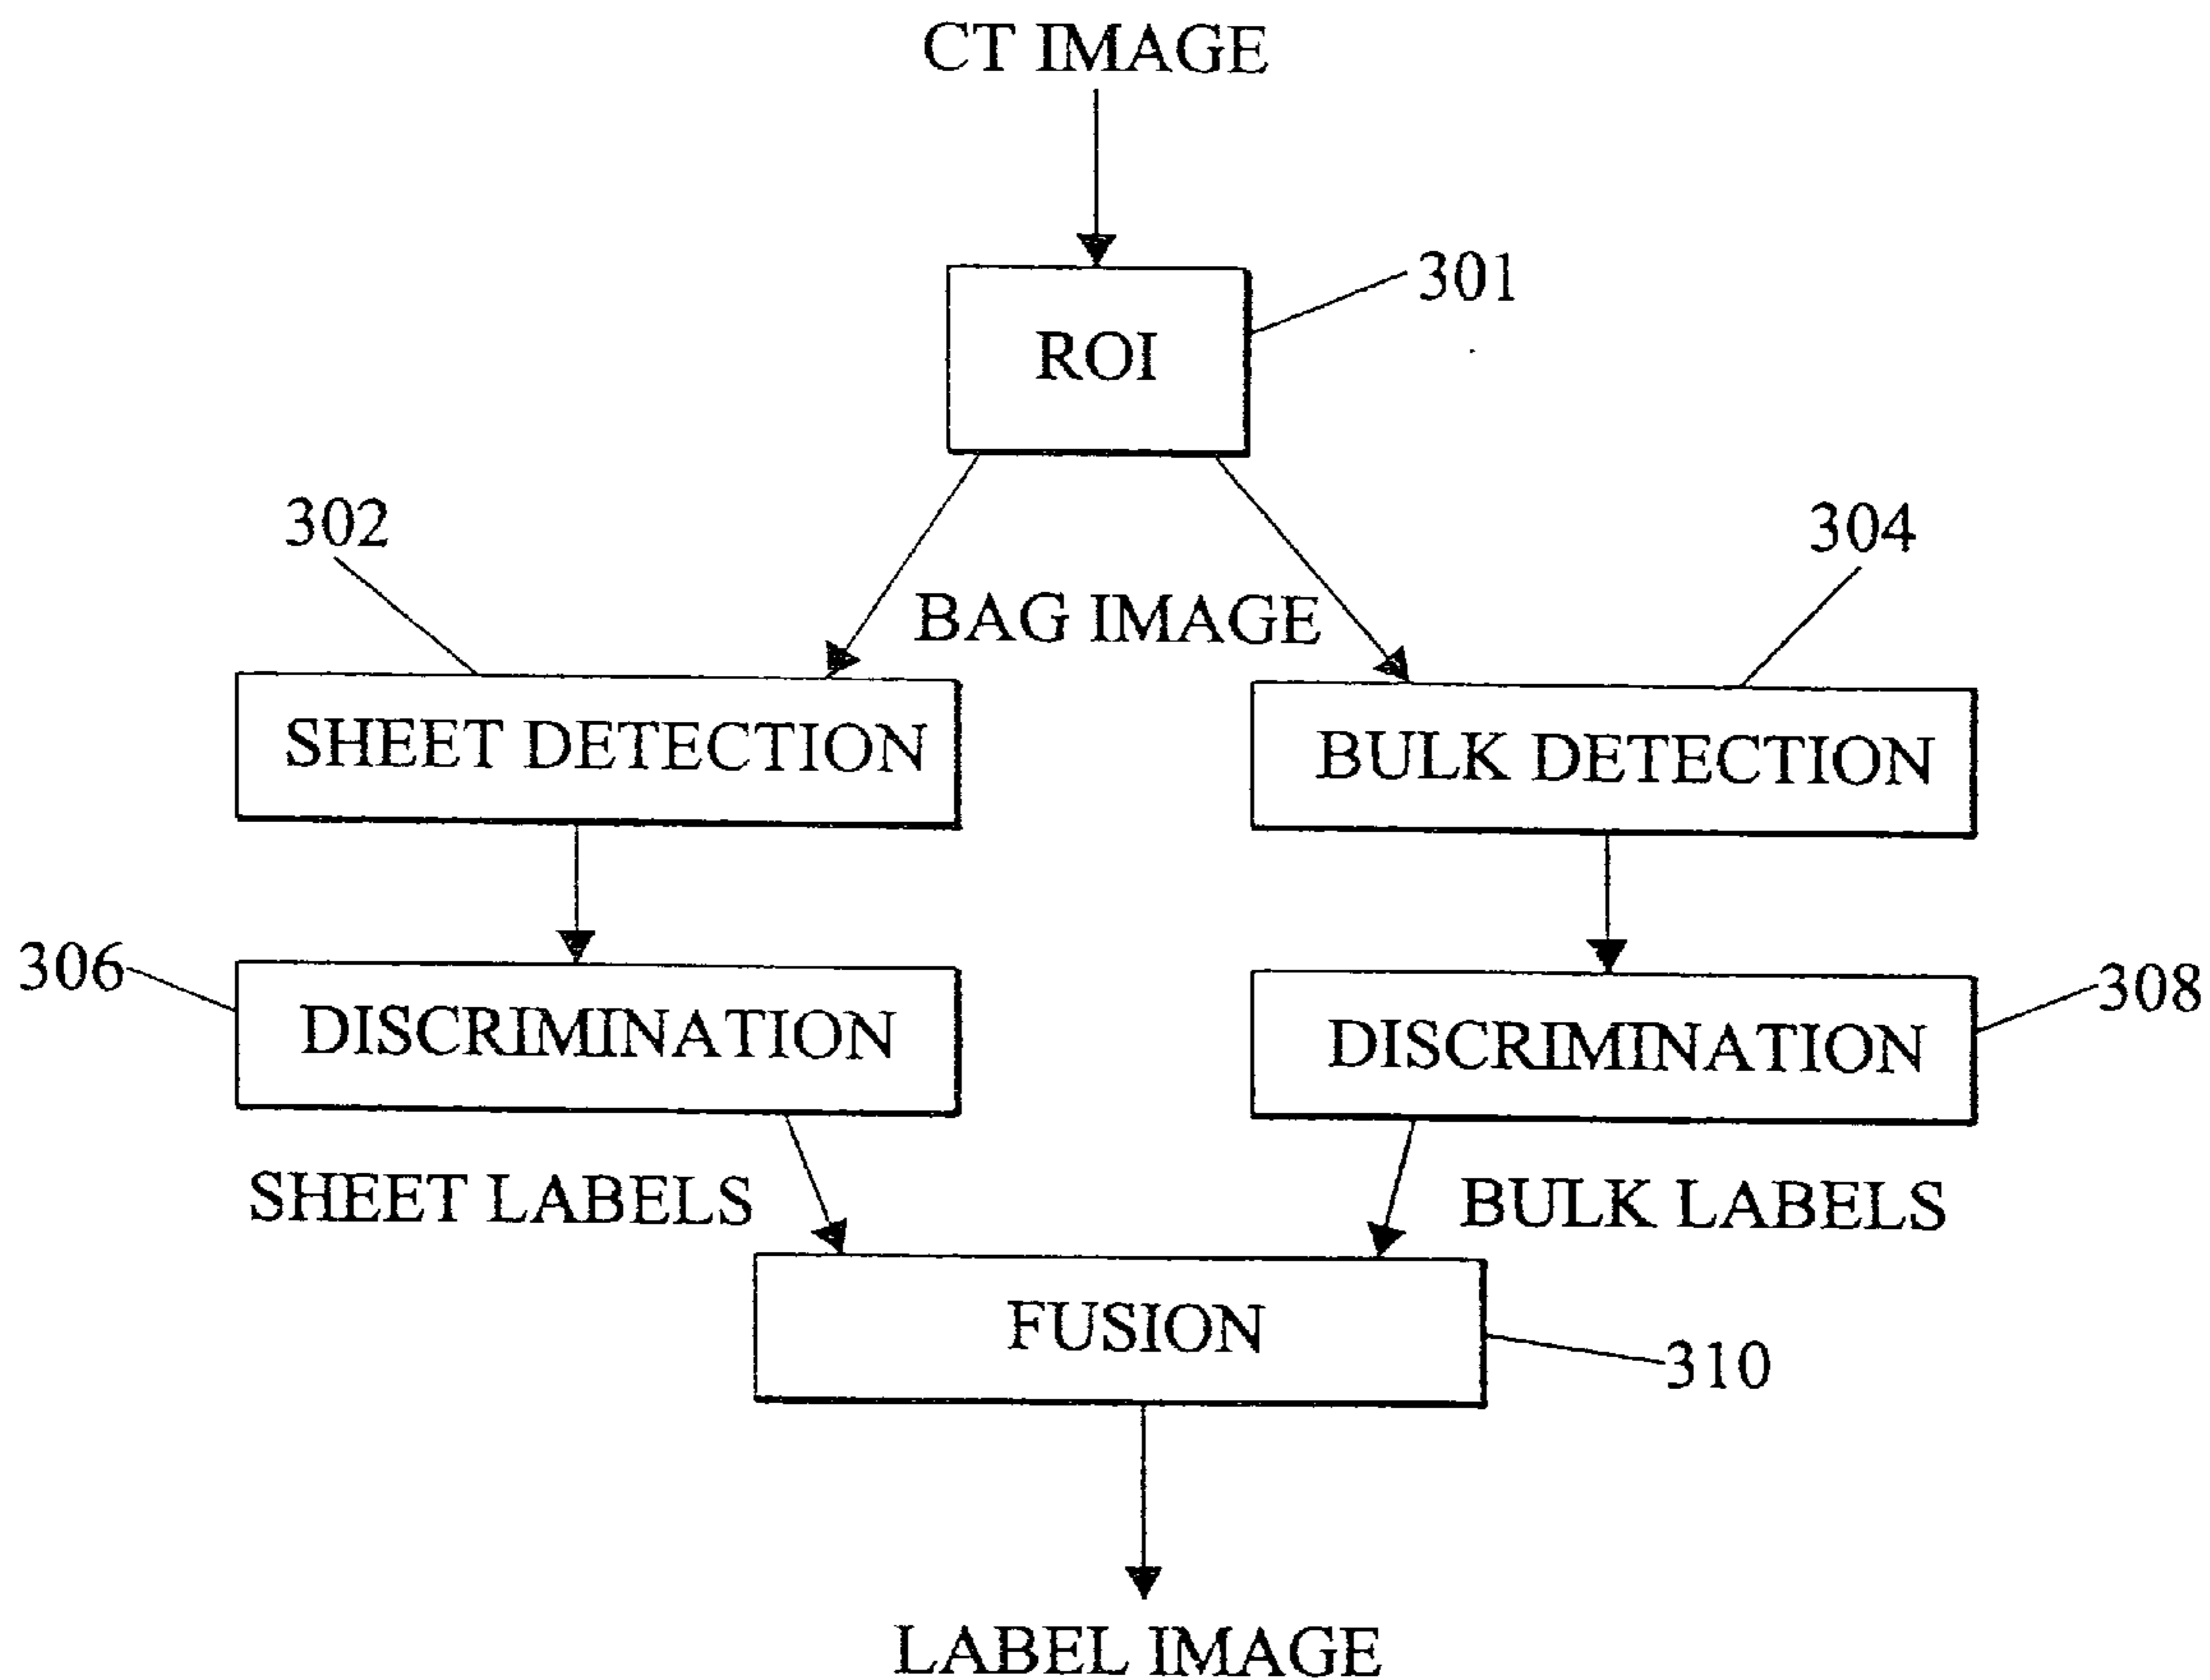 CT IMAGE
301
ROI
302
304
BAG IMAGE
SHEET DETECTION
BULK DETECTION
306
DISCRIMINATION
DISCRIMINATION
308
SHEET LABELS
BULK LABELS
FUSION
310
LABEL IMAGE